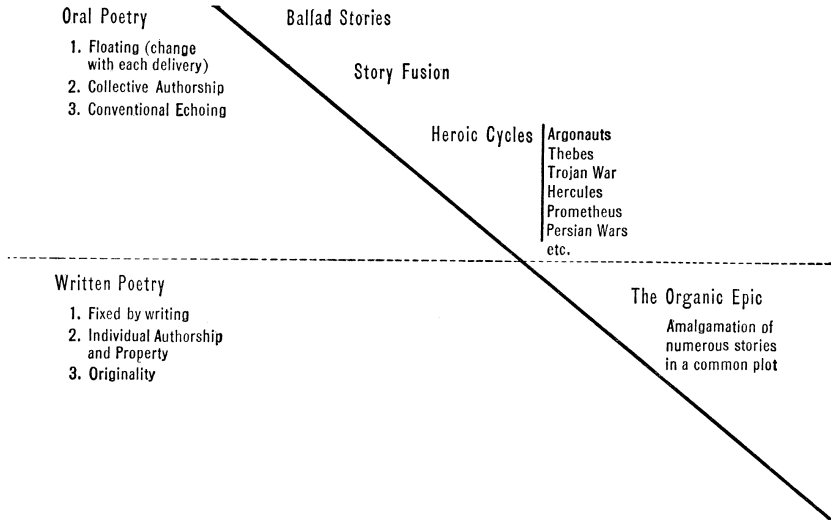 Oral Poetry
1. Floating (change
with each delivery)
2. Collective Authorship
3. Conventional Echoing
Ballad Stories
Story Fusion
Heroic Cycles
Argonauts
Thebes
Trojan War
Hercules
Prometheus
Persian Wars
etc.
Written Poetry
1. Fixed by writing
2. Individual Authorship
and Property
3. Originality
The Organic Epic
Amalgamation of
numerous stories
in a common plot